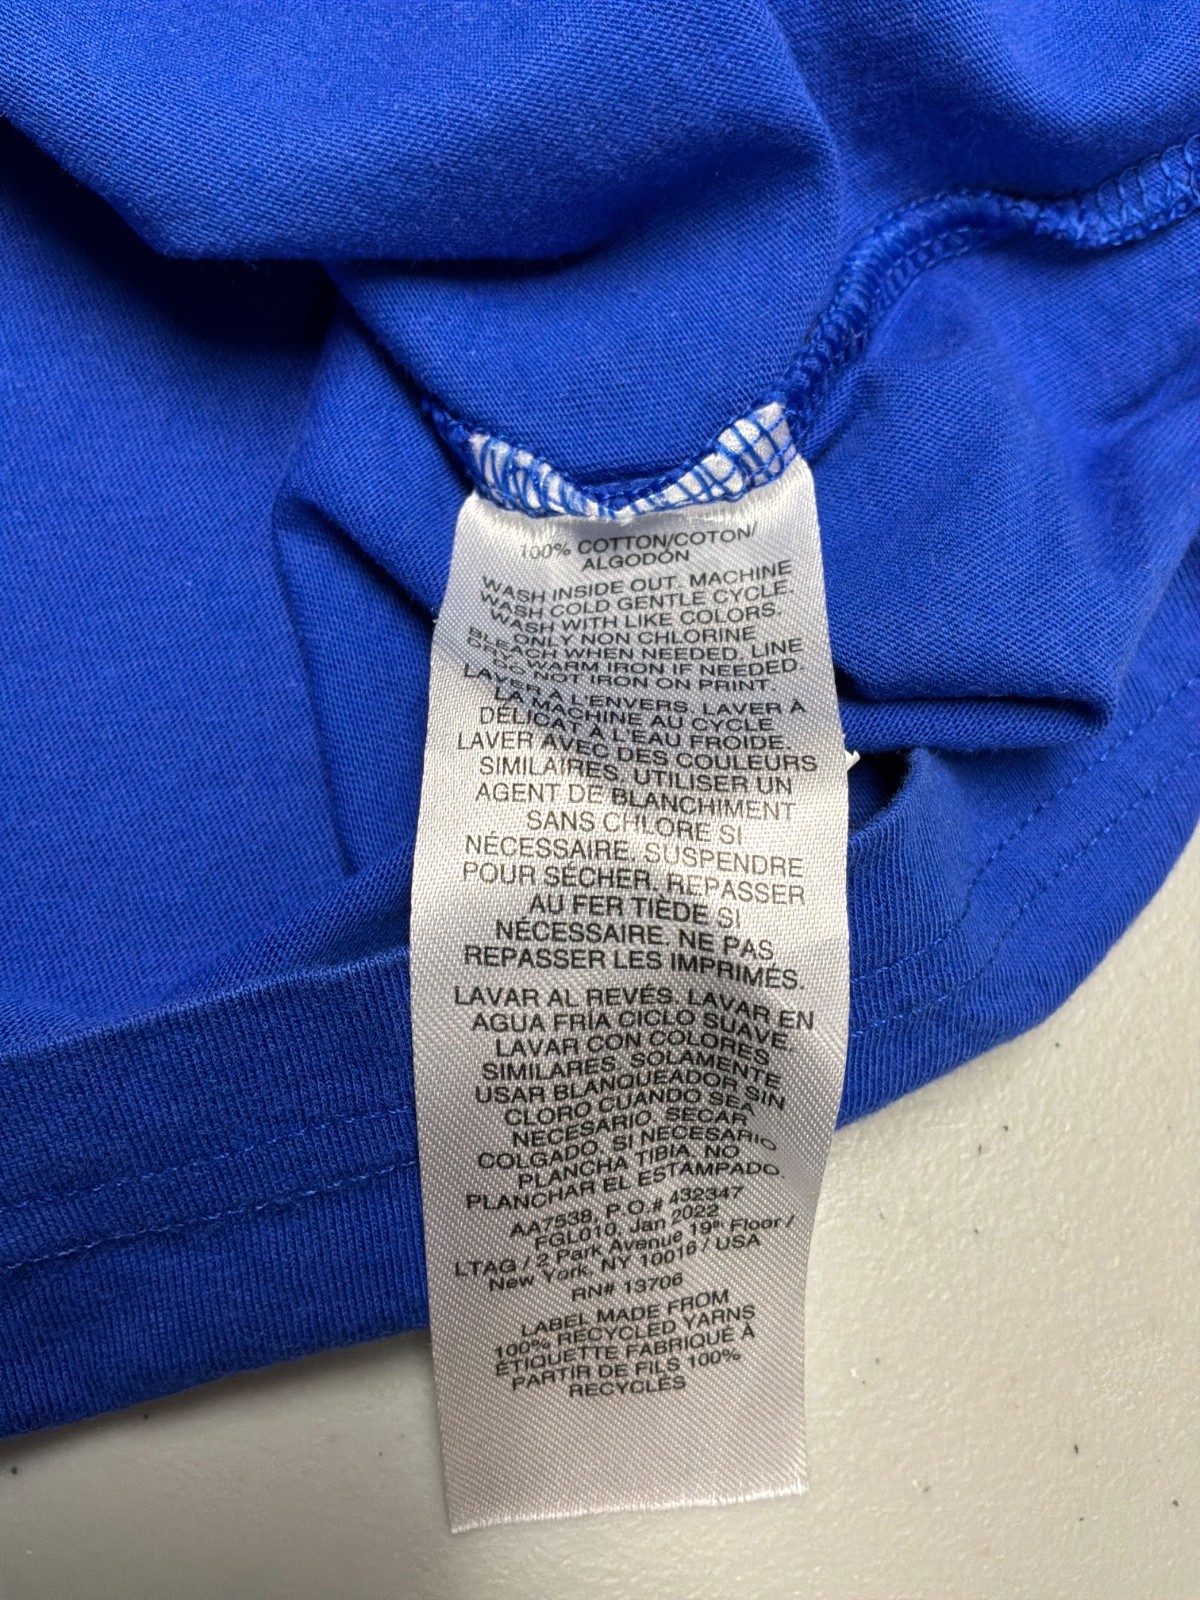 100% COTTON/COTON/
ALGODÓN
WASH INSIDE OUT. MACHINE
WASH COLD GENTLE CYCLE.
WASH WITH LIKE COLORS.
ONLY NON CHLORINE
BLEACH WHEN NEEDED. LINE
DRY. WARM IRON IF NEEDED.
DO NOT IRON ON PRINT.
LAVER À L'ENVERS. LAVER À
LA MACHINE AU CYCLE
DÉLICAT À L'EAU FROIDE.
LAVER AVEC DES COULEURS
SIMILAIRES. UTILISER UN
AGENT DE BLANCHIMENT
SANS CHLORE SI
NÉCESSAIRE. SUSPENDRE
POUR SÉCHER. REPASSER
AU FER TIÈDE SI
NÉCESSAIRE. NE PAS
REPASSER LES IMPRIMÉS.
LAVAR AL REVÉS. LAVAR EN
AGUA FRÍA CICLO SUAVE.
LAVAR CON COLORES
SIMILARES. SOLAMENTE
USAR BLANQUEADOR SIN
CLORO CUANDO SEA
NECESARIO. SECAR
COLGADO. SI NECESARIO
PLANCHA TIBIA. NO
PLANCHAR EL ESTAMPADO.
AA7538, P.O.# 432347
FGL010, Jan 2022
LTAG / 2 Park Avenue 19th Floor /
New York, NY 10016 / USA
RN# 13706
LABEL MADE FROM
100% RECYCLED YARNS
ÉTIQUETTE FABRIQUÉ À
PARTIR DE FILS 100%
RECYCLÉS